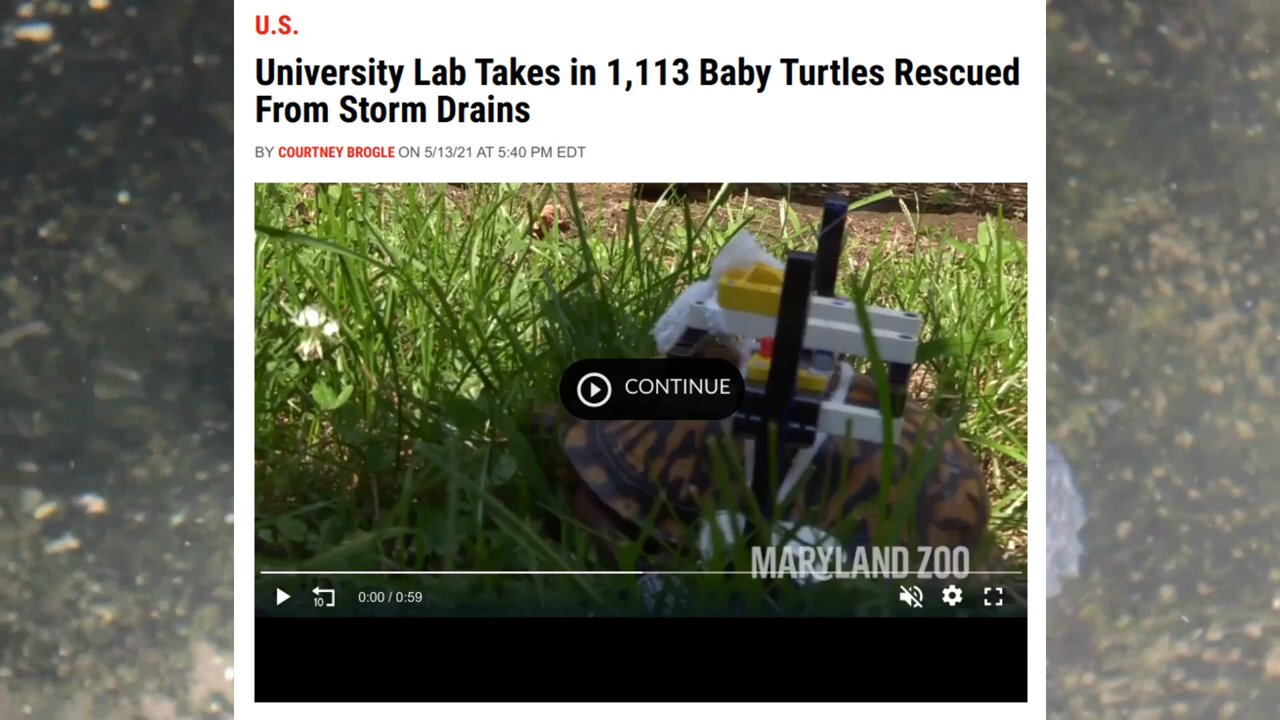 U.S.
University Lab Takes in 1,113 Baby Turtles Rescued
From Storm Drains
BY COURTNEY BROGLE ON 5/13/21 AT 5:40 PM EDT
CONTINUE
MARYLAND ZOO
10
0:00 / 0:59